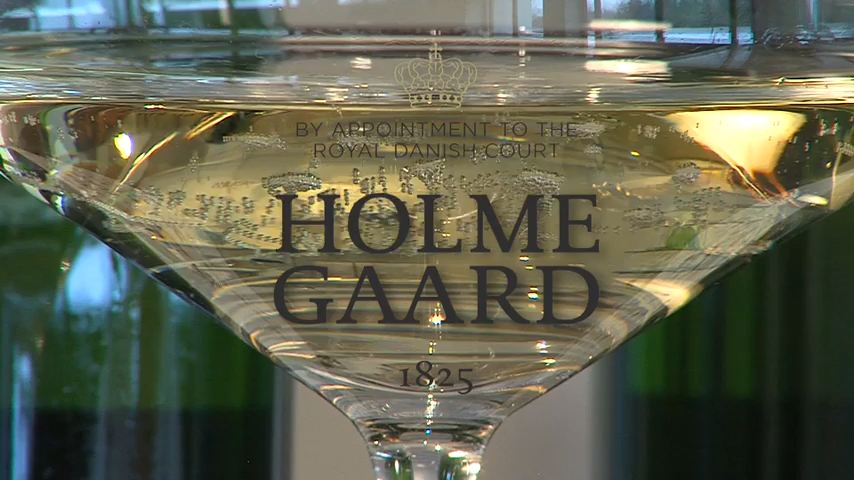 BY APPOINTMENT TO THE
ROYAL DANISH COURT
HOLME
GAARD
1825